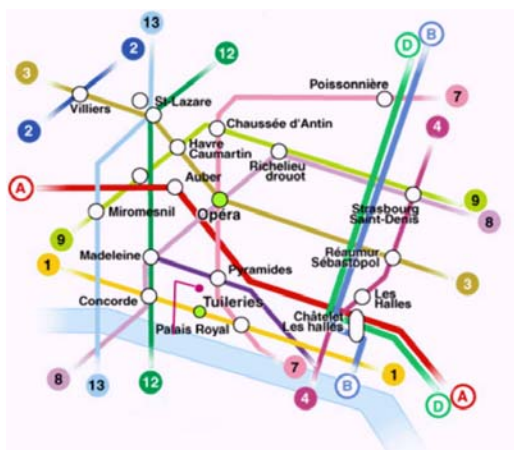 13
D
B
2
12
3
Poissonnière
7
St-Lazare
Villiers
4
Chaussée d'Antin
2
Havre
Caumartin
Richelieu
drouot
Auber
A
9
Strasbourg
Saint-Denis
8
Miromesnil
Opéra
9
Réaumur
Sébastopol
Madeleine
1
Pyramides
3
Les
Halles
Concorde
Tuileries
Châtelet
Les halles
Palais Royal
7
1
8
13
12
B
4
D
A